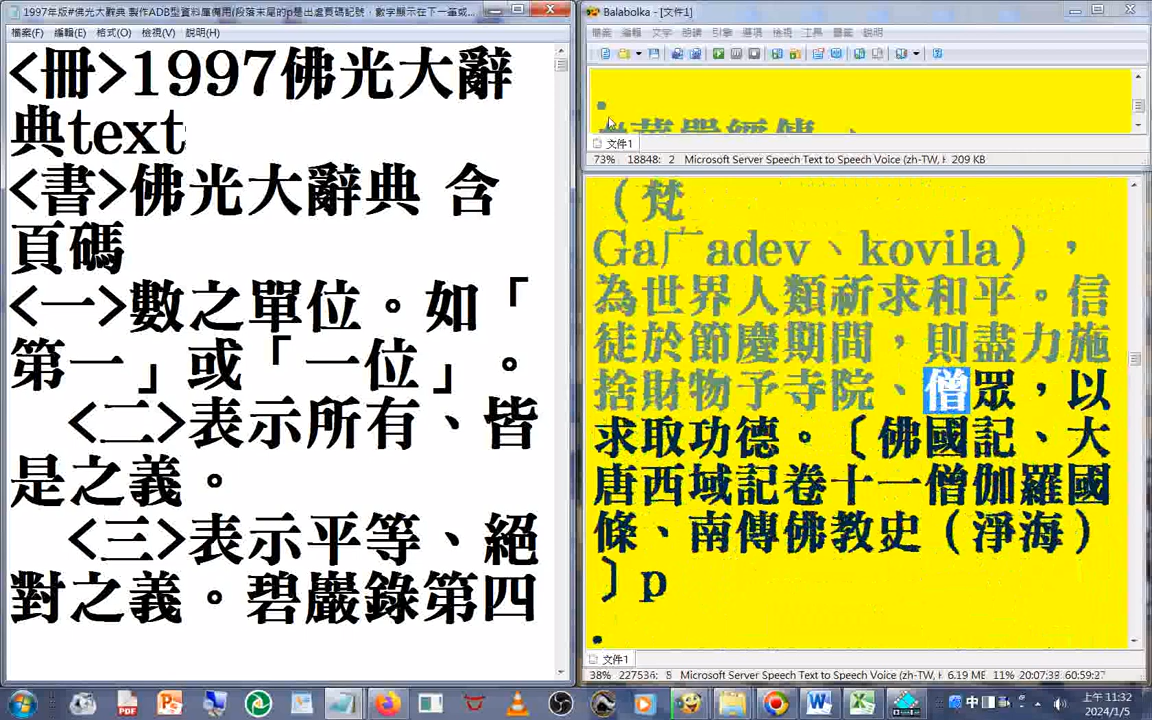 1997年版#佛光大辭典 製作ADB型資料庫備用(段落末尾的p是出處頁碼記號，數字顯示在下一筆或...
檔案(F) 編輯(E) 格式(O) 檢視(V) 說明(H)
<冊>1997佛光大辭
典text
<書>佛光大辭典 含
頁碼
<一>數之單位。如「
第一」或「一位」。
<二>表示所有、皆
是之義。
<三>表示平等、絕
對之義。碧巖錄第四
Balabolka - [文件1]
檔案 編輯 文字 朗讀 引擎 選項 檢視 工具 書籤 說明
文件1
73% 18848: 2 Microsoft Server Speech Text to Speech Voice (zh-TW, H 209 KB
（梵
Ga广adev、kovila），
為世界人類祈求和平。信
徒於節慶期間，則盡力施
捨財物予寺院、僧眾，以
求取功德。〔佛國記、大
唐西域記卷十一僧伽羅國
條、南傳佛教史（淨海）
〕p
文件1
38% 227536: 8 Microsoft Server Speech Text to Speech Voice (zh-TW, H 6.19 MB 11% 20:07:38 60:59:27
中
上午 11:32
2024/1/5